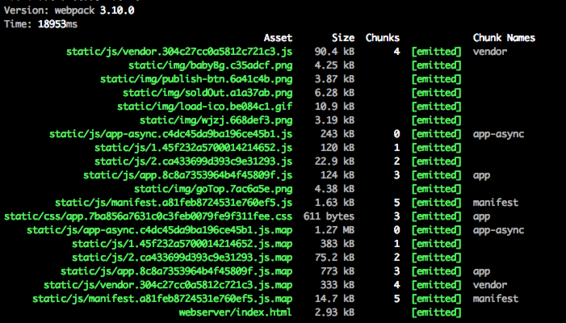 Version: webpack 3.10.0
Time: 18953ms
Asset Size Chunks Chunk Names
static/js/vendor.304c27cc0a5812c721c3.js 90.4 kB 4 [emitted] vendor
static/img/baby8g.c35adcf.png 4.25 kB [emitted]
static/img/publish-btn.6a41c4b.png 3.87 kB [emitted]
static/img/soldOut.a1a37ab.png 6.28 kB [emitted]
static/img/load-ico.be084c1.gif 10.9 kB [emitted]
static/img/wjzj.668def3.png 3.19 kB [emitted]
static/js/app-async.c4dc45da9ba196ce45b1.js 243 kB 0 [emitted] app-async
static/js/1.45f232a5700014214652.js 120 kB 1 [emitted]
static/js/2.ca433699d393c9e31293.js 22.9 kB 2 [emitted]
static/js/app.8c8a7353964b4f45809f.js 124 kB 3 [emitted] app
static/img/goTop.7ac6a5e.png 4.38 kB [emitted]
static/js/manifest.a81feb8724531e760ef5.js 1.63 kB 5 [emitted] manifest
static/css/app.7ba856a7631c0c3feb0079fe9f311fee.css 611 bytes 3 [emitted] app
static/js/app-async.c4dc45da9ba196ce45b1.js.map 1.27 MB 0 [emitted] app-async
static/js/1.45f232a5700014214652.js.map 383 kB 1 [emitted]
static/js/2.ca433699d393c9e31293.js.map 75.2 kB 2 [emitted]
static/js/app.8c8a7353964b4f45809f.js.map 773 kB 3 [emitted] app
static/js/vendor.304c27cc0a5812c721c3.js.map 333 kB 4 [emitted] vendor
static/js/manifest.a81feb8724531e760ef5.js.map 14.7 kB 5 [emitted] manifest
webserver/index.html 2.93 kB [emitted]